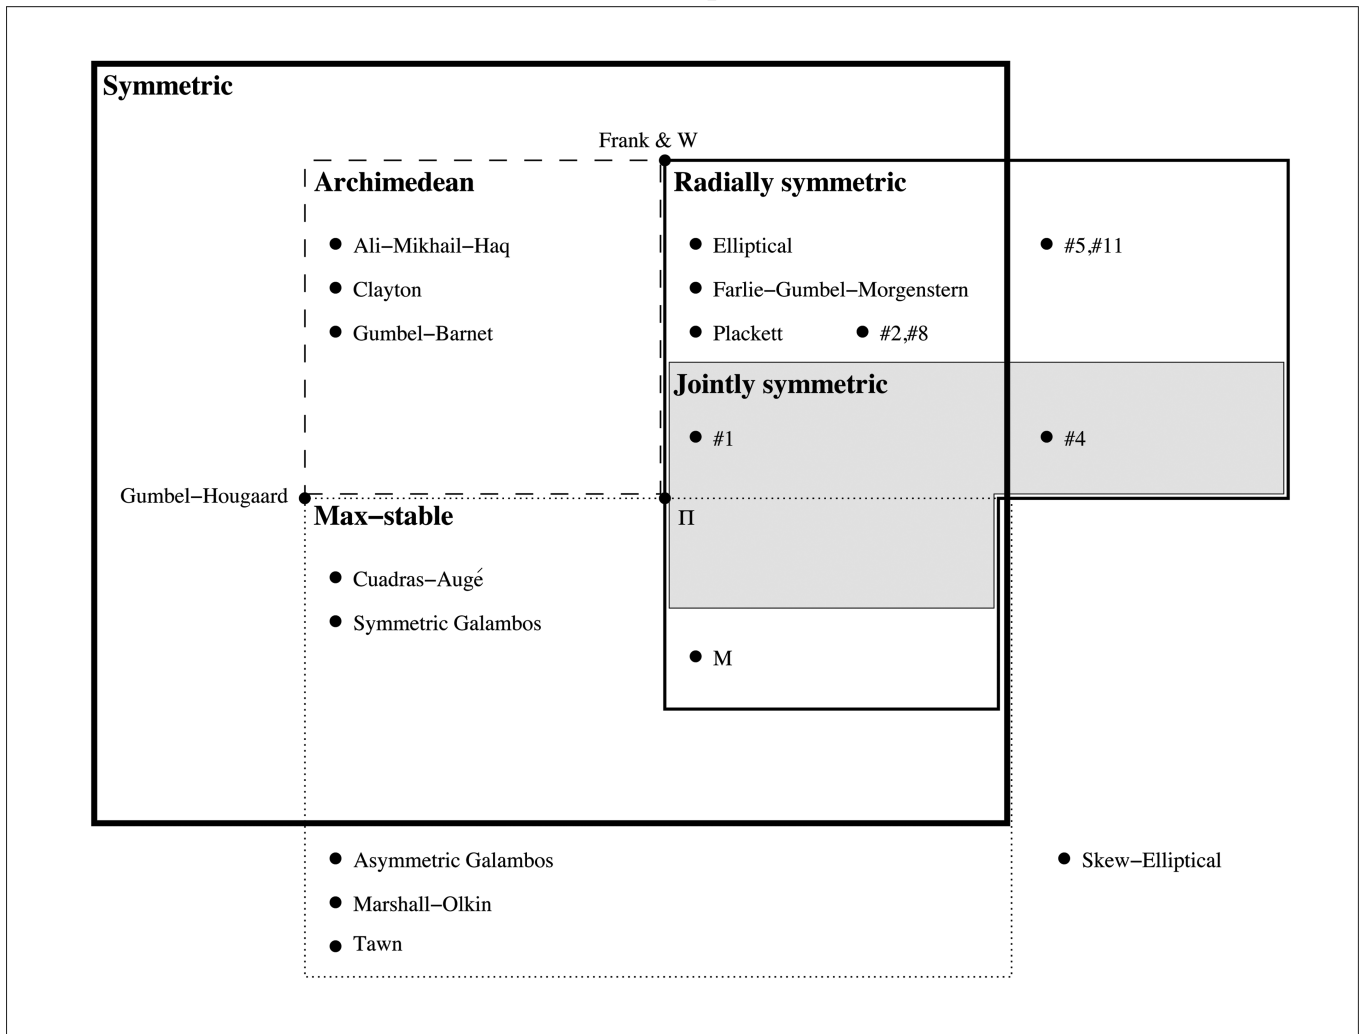 Symmetric
Frank & W
Archimedean
Radially symmetric
Ali−Mikhail−Haq
Elliptical
#5,#11
Clayton
Farlie−Gumbel−Morgenstern
Gumbel−Barnet
Plackett
#2,#8
Jointly symmetric
#1
#4
Gumbel−Hougaard
Max−stable
Π
Cuadras−Augé
Symmetric Galambos
M
Asymmetric Galambos
Skew−Elliptical
Marshall−Olkin
Tawn